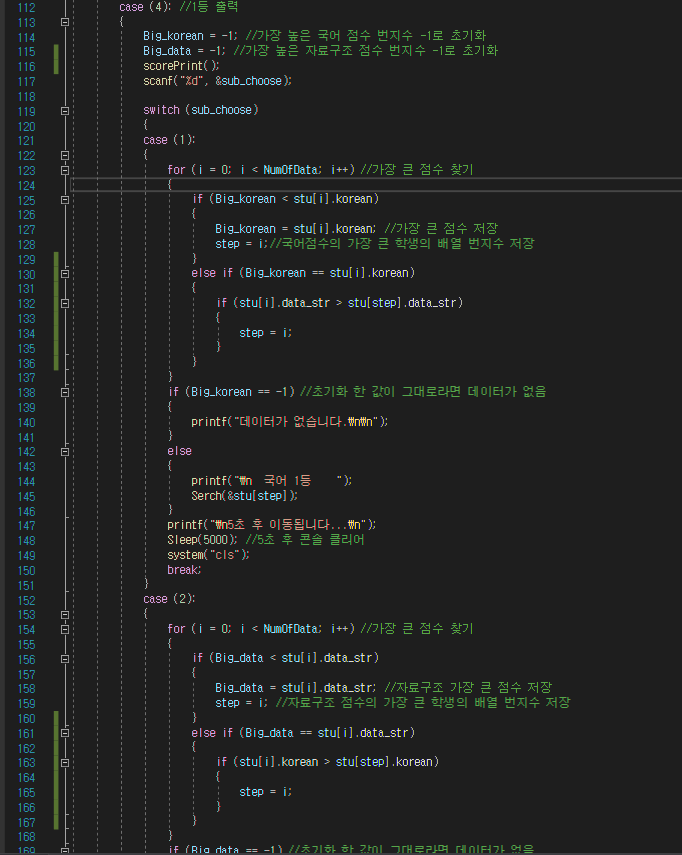 112 case (4): //1등 출력
113 {
114 Big_korean = -1; //가장 높은 국어 점수 번지수 -1로 초기화
115 Big_data = -1; //가장 높은 자료구조 점수 번지수 -1로 초기화
116 scorePrint();
117 scanf("%d", &sub_choose);
118
119 switch (sub_choose)
120 {
121 case (1):
122 {
123 for (i = 0; i < NumOfData; i++) //가장 큰 점수 찾기
124 {
125 if (Big_korean < stu[i].korean)
126 {
127 Big_korean = stu[i].korean; //가장 큰 점수 저장
128 step = i;//국어점수의 가장 큰 학생의 배열 번지수 저장
129 }
130 else if (Big_korean == stu[i].korean)
131 {
132 if (stu[i].data_str > stu[step].data_str)
133 {
134 step = i;
135 }
136 }
137 }
138 if (Big_korean == -1) //초기화 한 값이 그대로라면 데이터가 없음
139 {
140 printf("데이터가 없습니다.₩n₩n");
141 }
142 else
143 {
144 printf("₩n 국어 1등 ");
145 Serch(&stu[step]);
146 }
147 printf("₩n5초 후 이동됩니다...₩n");
148 Sleep(5000); //5초 후 콘솔 클리어
149 system("cls");
150 break;
151 }
152 case (2):
153 {
154 for (i = 0; i < NumOfData; i++) //가장 큰 점수 찾기
155 {
156 if (Big_data < stu[i].data_str)
157 {
158 Big_data = stu[i].data_str; //자료구조 가장 큰 점수 저장
159 step = i; //자료구조 점수의 가장 큰 학생의 배열 번지수 저장
160 }
161 else if (Big_data == stu[i].data_str)
162 {
163 if (stu[i].korean > stu[step].korean)
164 {
165 step = i;
166 }
167 }
168 }
169 if (Big_data == -1) //초기화 한 값이 그대로라면 데이터가 없음